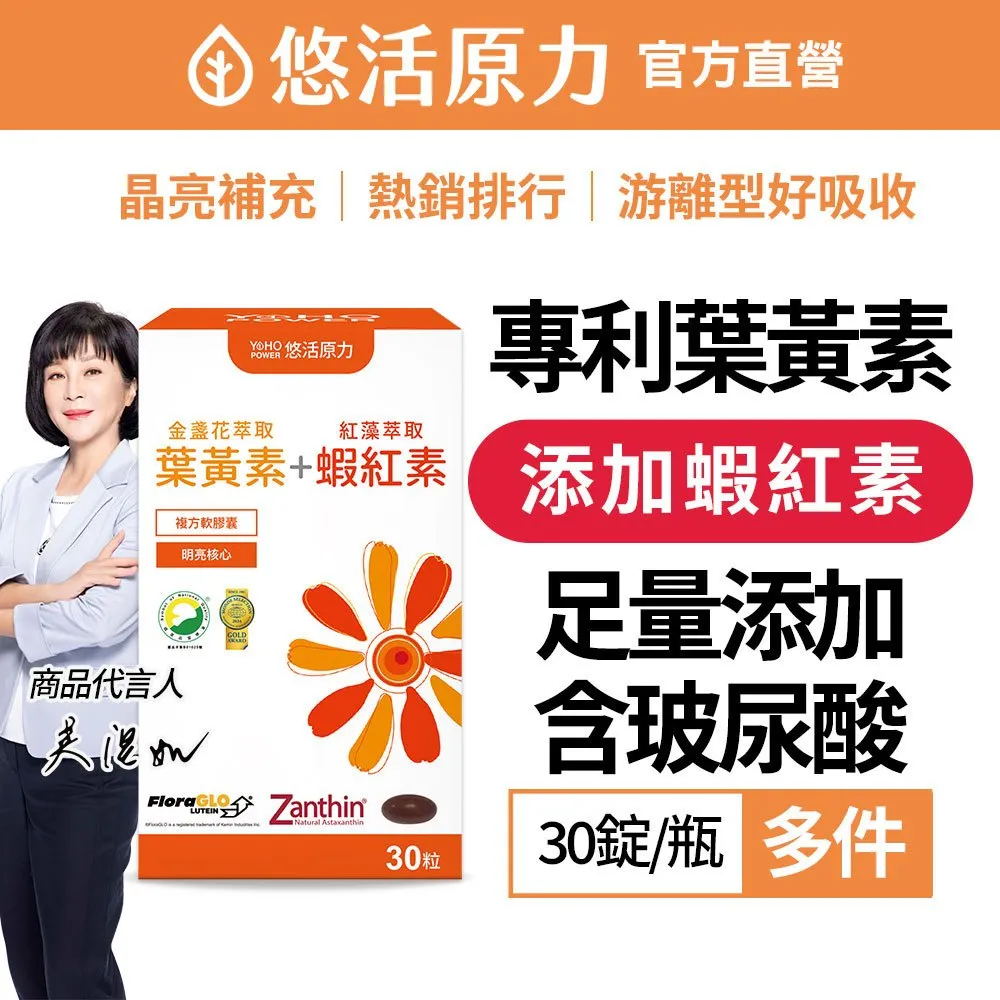 悠活原力 官方直營
晶亮補充｜熱銷排行｜游離型好吸收
專利葉黃素
添加蝦紅素
足量添加
含玻尿酸
30錠/瓶 多件
YOHO POWER 悠活原力
金盞花萃取 紅藻萃取
葉黃素+蝦紅素
複方軟膠囊
明亮核心
GOLD AWARD
商品代言人
FloraGLO LUTEIN
Zanthin®
Natural Astaxanthin
30粒